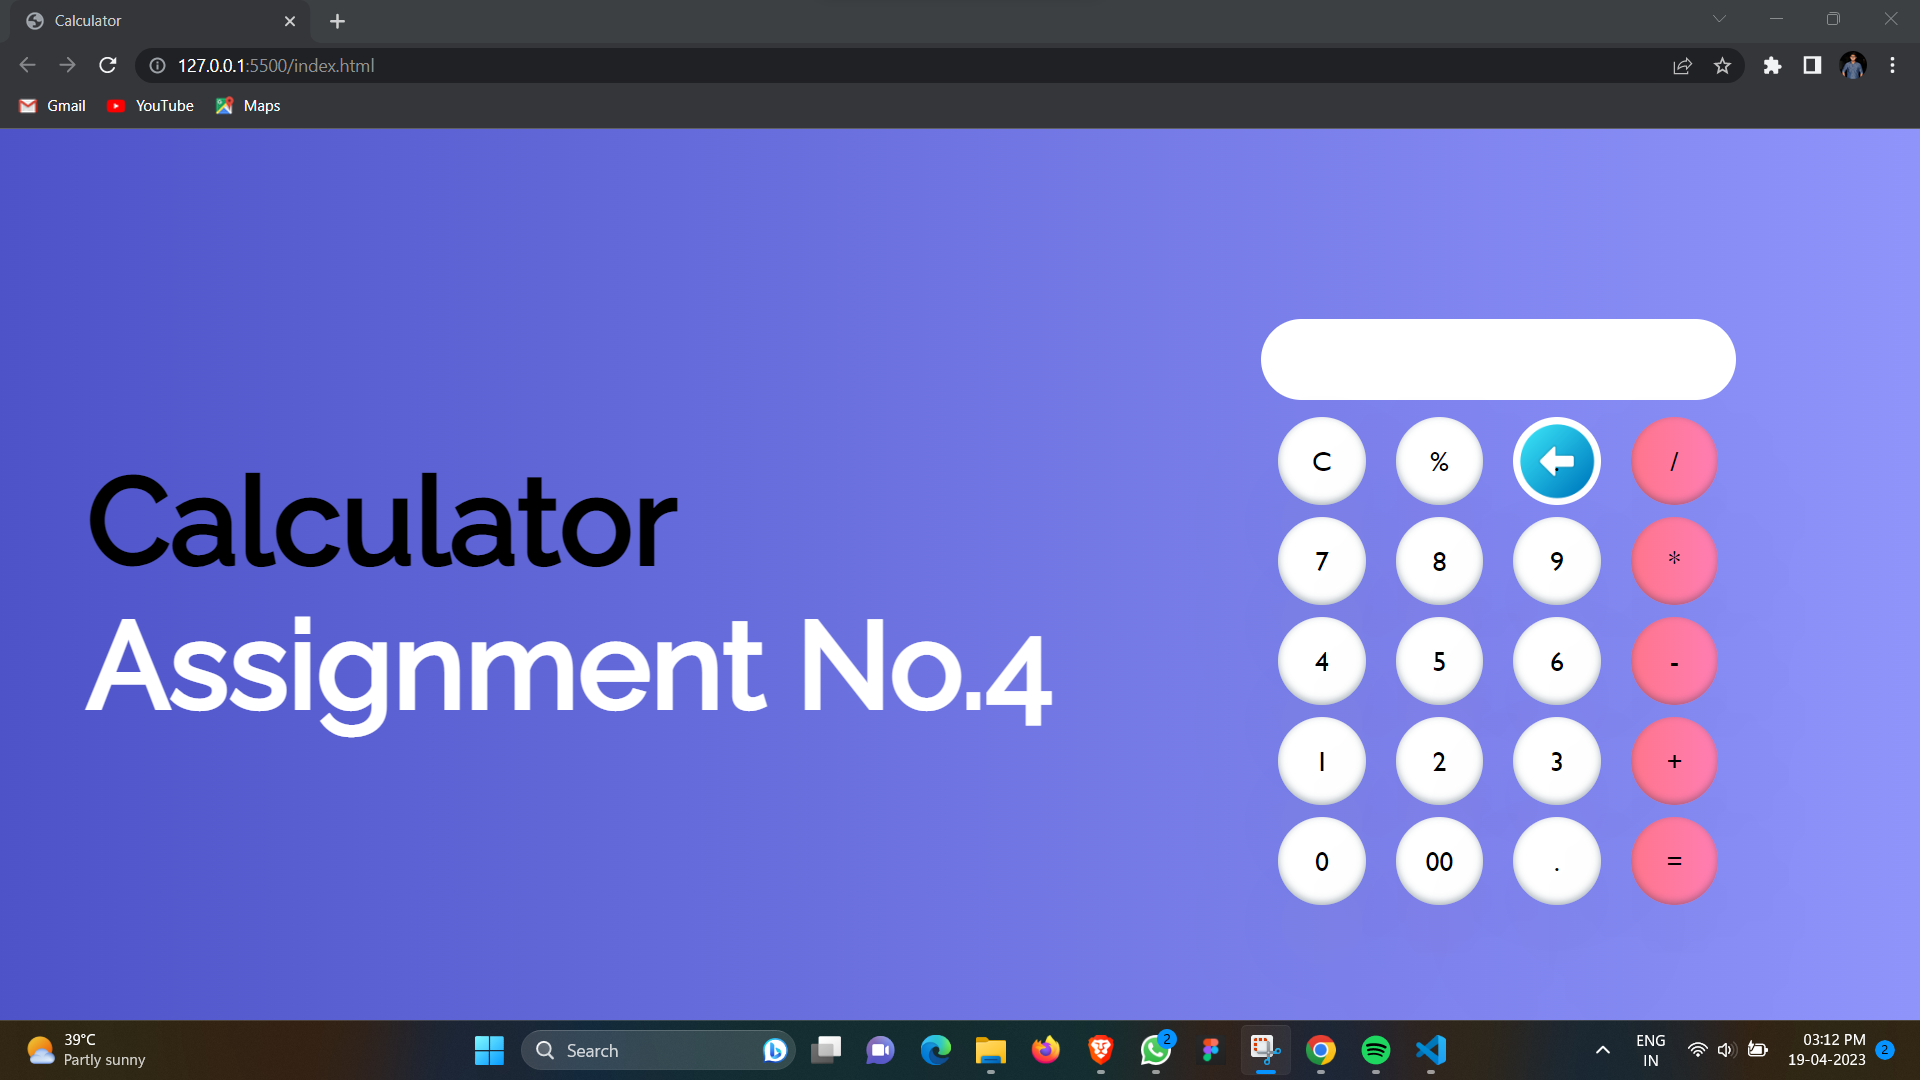 Calculator
127.0.0.1:5500/index.html
Gmail YouTube Maps
Calculator
Assignment No.4
C % /
7 8 9 *
4 5 6 -
1 2 3 +
0 00 . =
39°C
Partly sunny
Search
2
ENG
IN
03:12 PM
19-04-2023
2